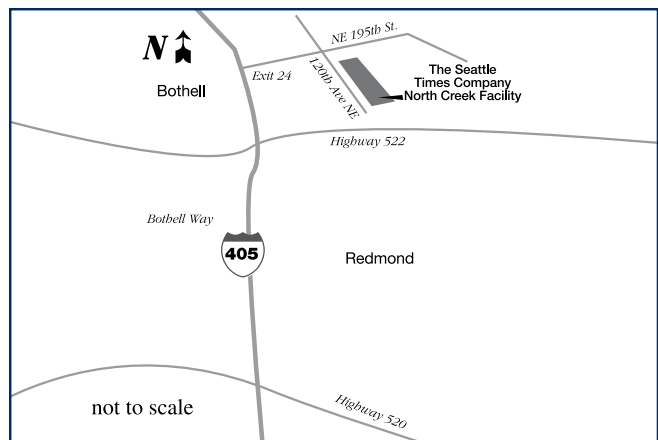 N
NE 195th St.
120th Ave NE
Exit 24
Bothell
The Seattle
Times Company
North Creek Facility
Highway 522
Bothell Way
405
Redmond
not to scale
Highway 520